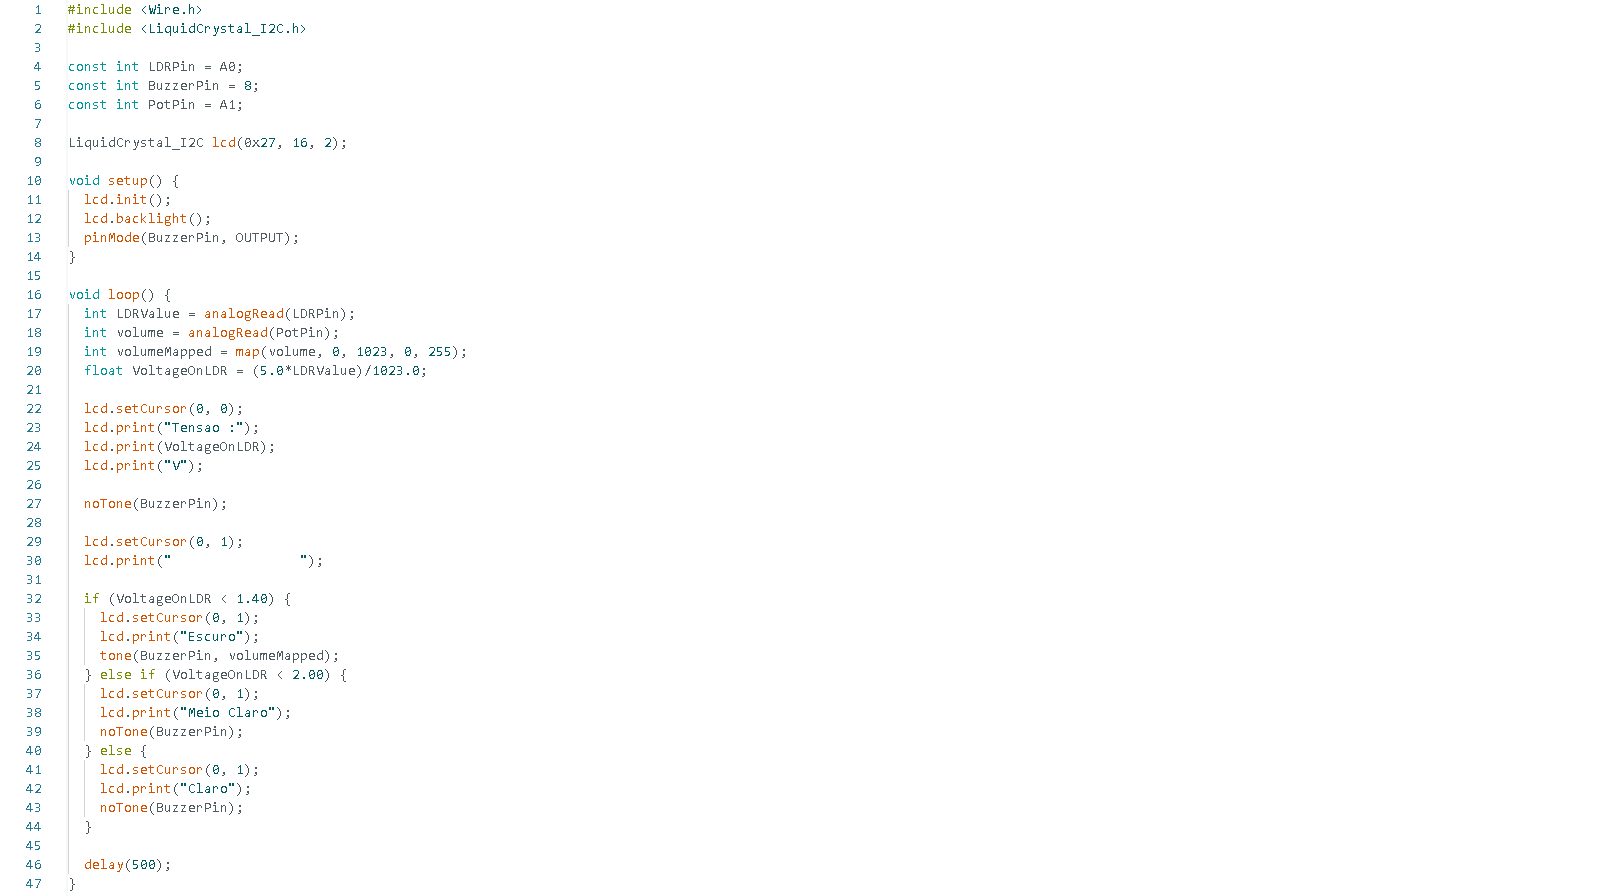 1 #include <Wire.h>
2 #include <LiquidCrystal_I2C.h>
3
4 const int LDRPin = A0;
5 const int BuzzerPin = 8;
6 const int PotPin = A1;
7
8 LiquidCrystal_I2C lcd(0x27, 16, 2);
9
10 void setup() {
11   lcd.init();
12   lcd.backlight();
13   pinMode(BuzzerPin, OUTPUT);
14 }
15
16 void loop() {
17   int LDRValue = analogRead(LDRPin);
18   int volume = analogRead(PotPin);
19   int volumeMapped = map(volume, 0, 1023, 0, 255);
20   float VoltageOnLDR = (5.0*LDRValue)/1023.0;
21
22   lcd.setCursor(0, 0);
23   lcd.print("Tensao :");
24   lcd.print(VoltageOnLDR);
25   lcd.print("V");
26
27   noTone(BuzzerPin);
28
29   lcd.setCursor(0, 1);
30   lcd.print("                ");
31
32   if (VoltageOnLDR < 1.40) {
33     lcd.setCursor(0, 1);
34     lcd.print("Escuro");
35     tone(BuzzerPin, volumeMapped);
36   } else if (VoltageOnLDR < 2.00) {
37     lcd.setCursor(0, 1);
38     lcd.print("Meio Claro");
39     noTone(BuzzerPin);
40   } else {
41     lcd.setCursor(0, 1);
42     lcd.print("Claro");
43     noTone(BuzzerPin);
44   }
45
46   delay(500);
47 }